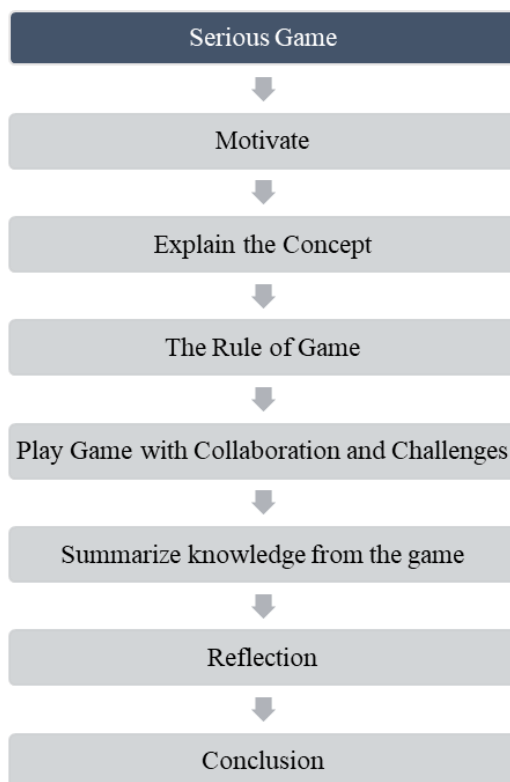 Serious Game
Motivate
Explain the Concept
The Rule of Game
Play Game with Collaboration and Challenges
Summarize knowledge from the game
Reflection
Conclusion